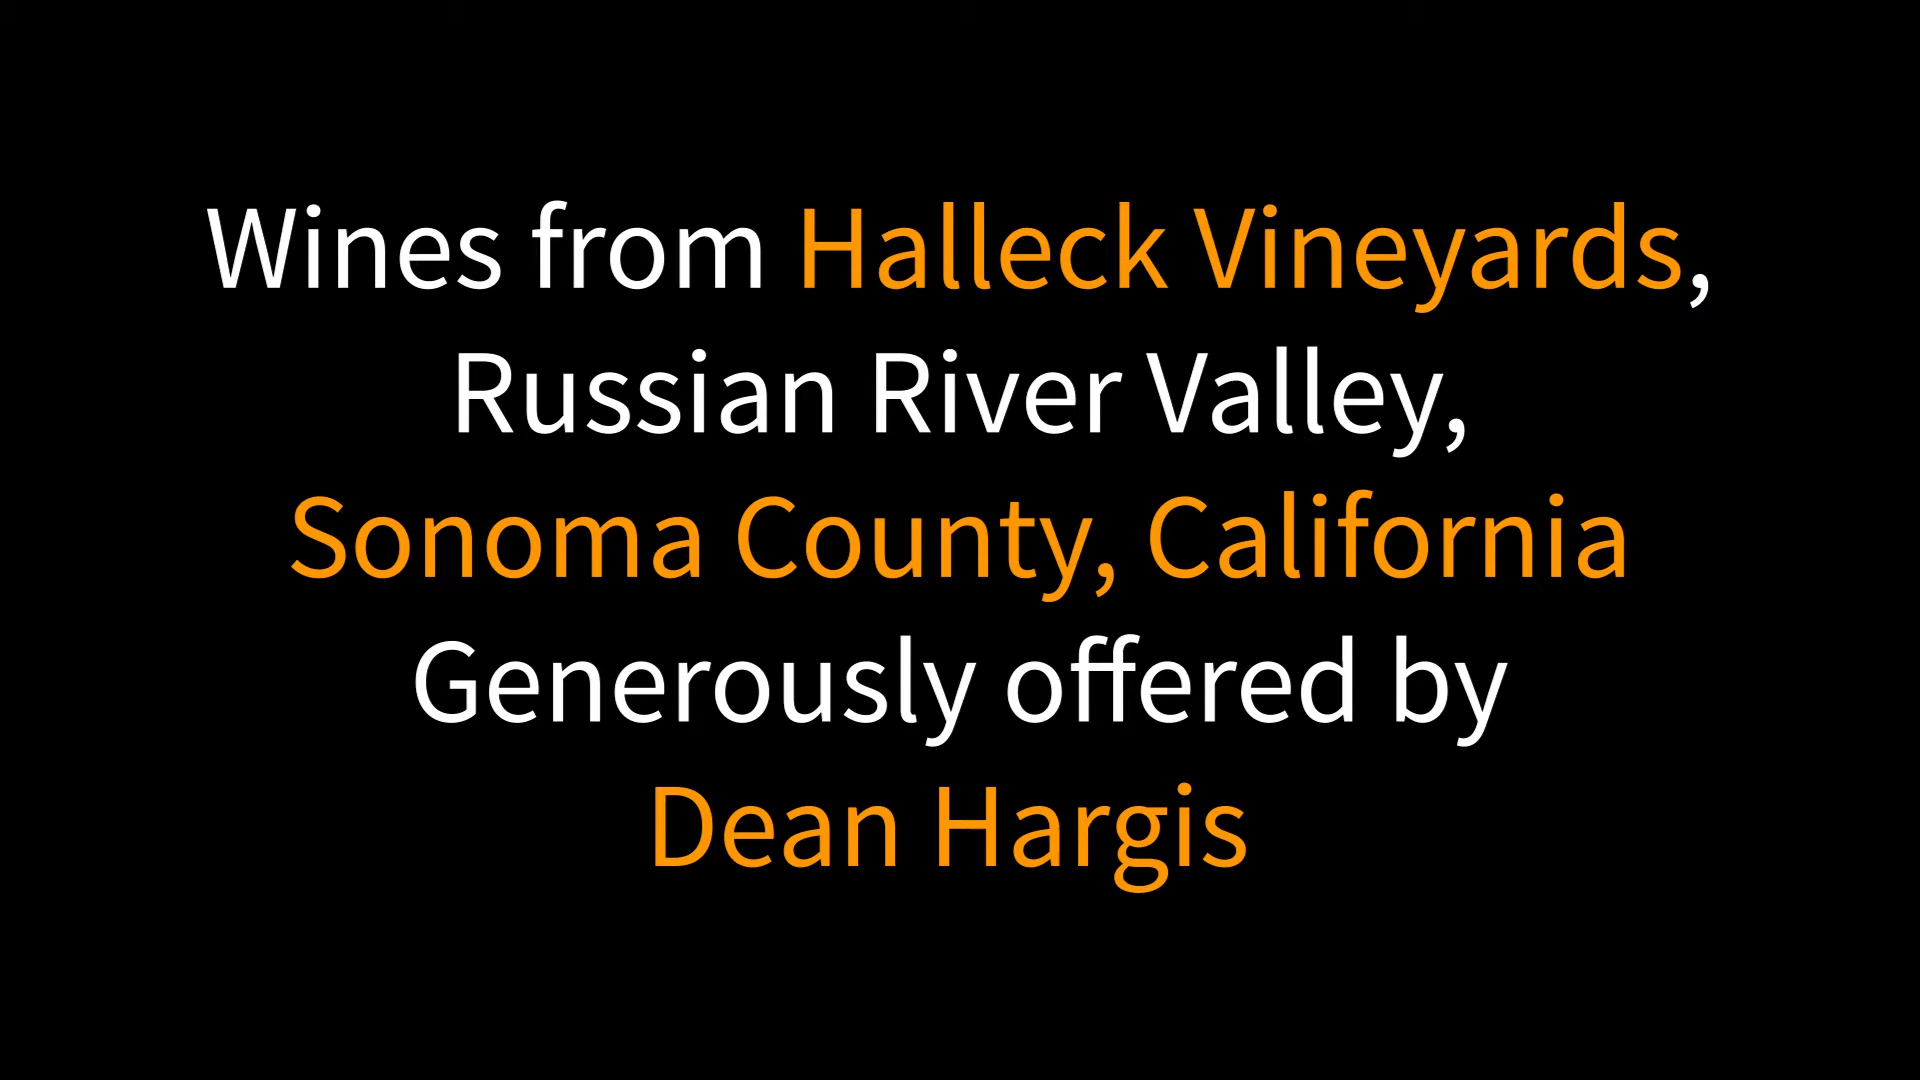 Wines from Halleck Vineyards,
Russian River Valley,
Sonoma County, California
Generously offered by
Dean Hargis